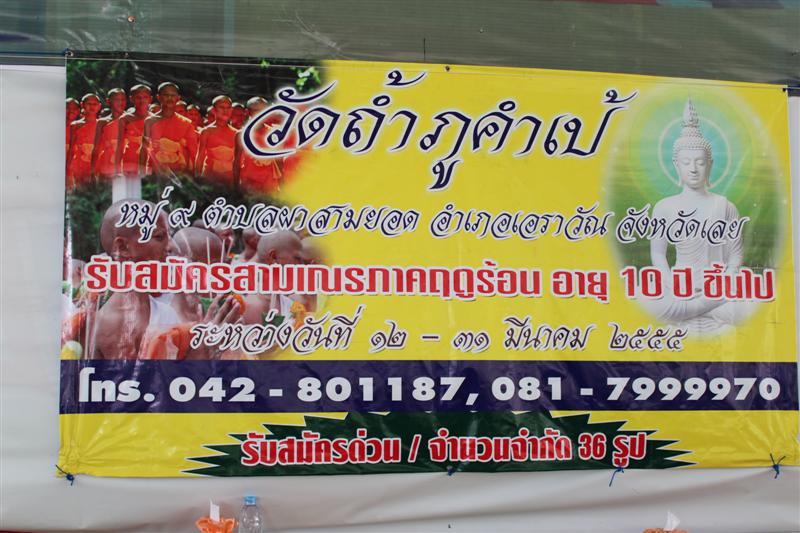 วัดถ้ำภูคำเป้
หมู่ ๙ ตำบลผาสามยอด อำเภอเอราวัณ จังหวัดเลย
รับสมัครสามเณรภาคฤดูร้อน อายุ 10 ปี ขึ้นไป
ระหว่างวันที่ ๑๒ - ๓๑ มีนาคม ๒๕๕๕
โทร. 042 - 801187, 081 - 7999970
รับสมัครด่วน / จำนวนจำกัด 36 รูป